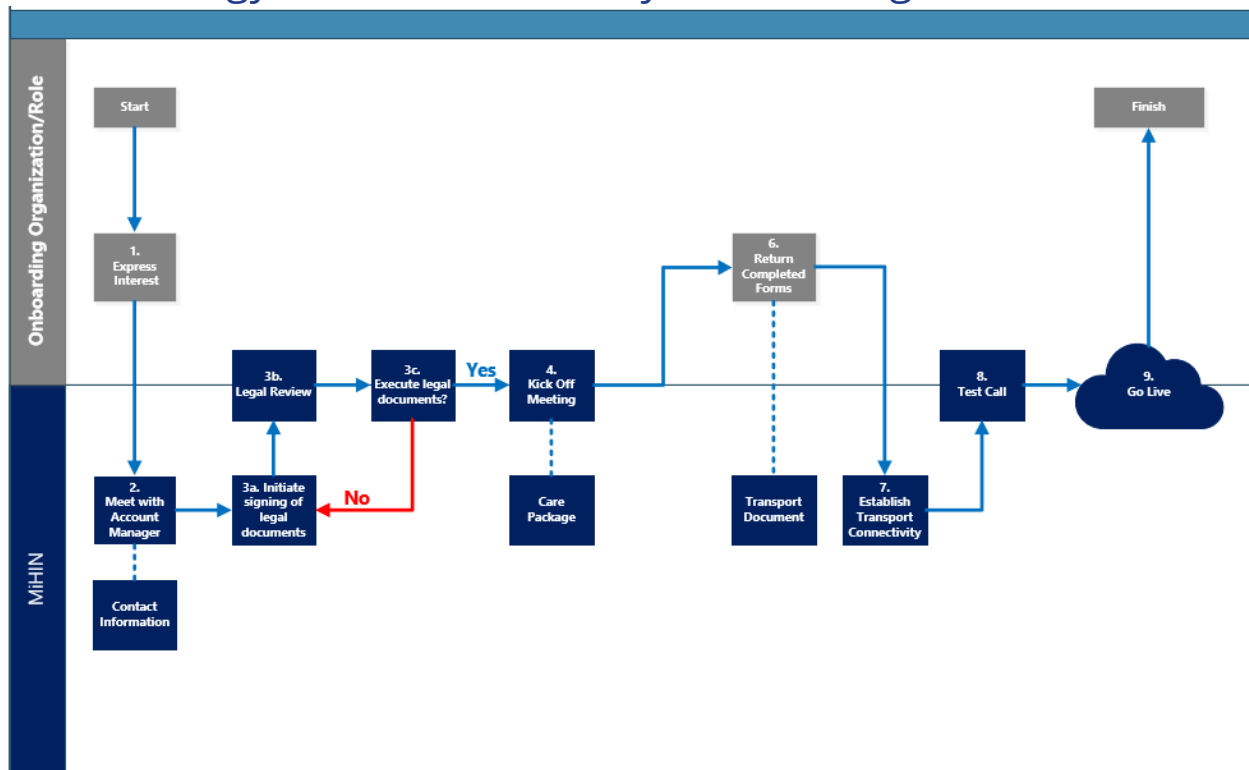 Onboarding Organization/Role
Start
Finish
1.
Express
Interest
6.
Return
Completed
Forms
3b.
Legal Review
3c.
Execute legal
documents?
Yes
4.
Kick Off
Meeting
8.
Test Call
9.
Go Live
MiHIN
2.
Meet with
Account
Manager
3a. Initiate
signing of
legal
documents
No
Care
Package
Transport
Document
7.
Establish
Transport
Connectivity
Contact
Information